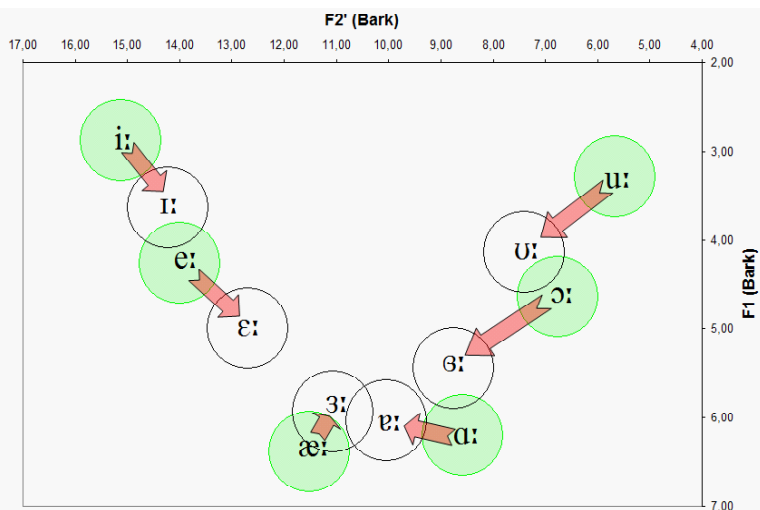 F2' (Bark)
17,00 16,00 15,00 14,00 13,00 12,00 11,00 10,00 9,00 8,00 7,00 6,00 5,00 4,00
2,00
iː
3,00
uː
ɪː
4,00
ʊː
eː
F1 (Bark)
ɔː
5,00
ɛː
ɞː
ɜː
6,00
ɐː
ɑː
æː
7,00